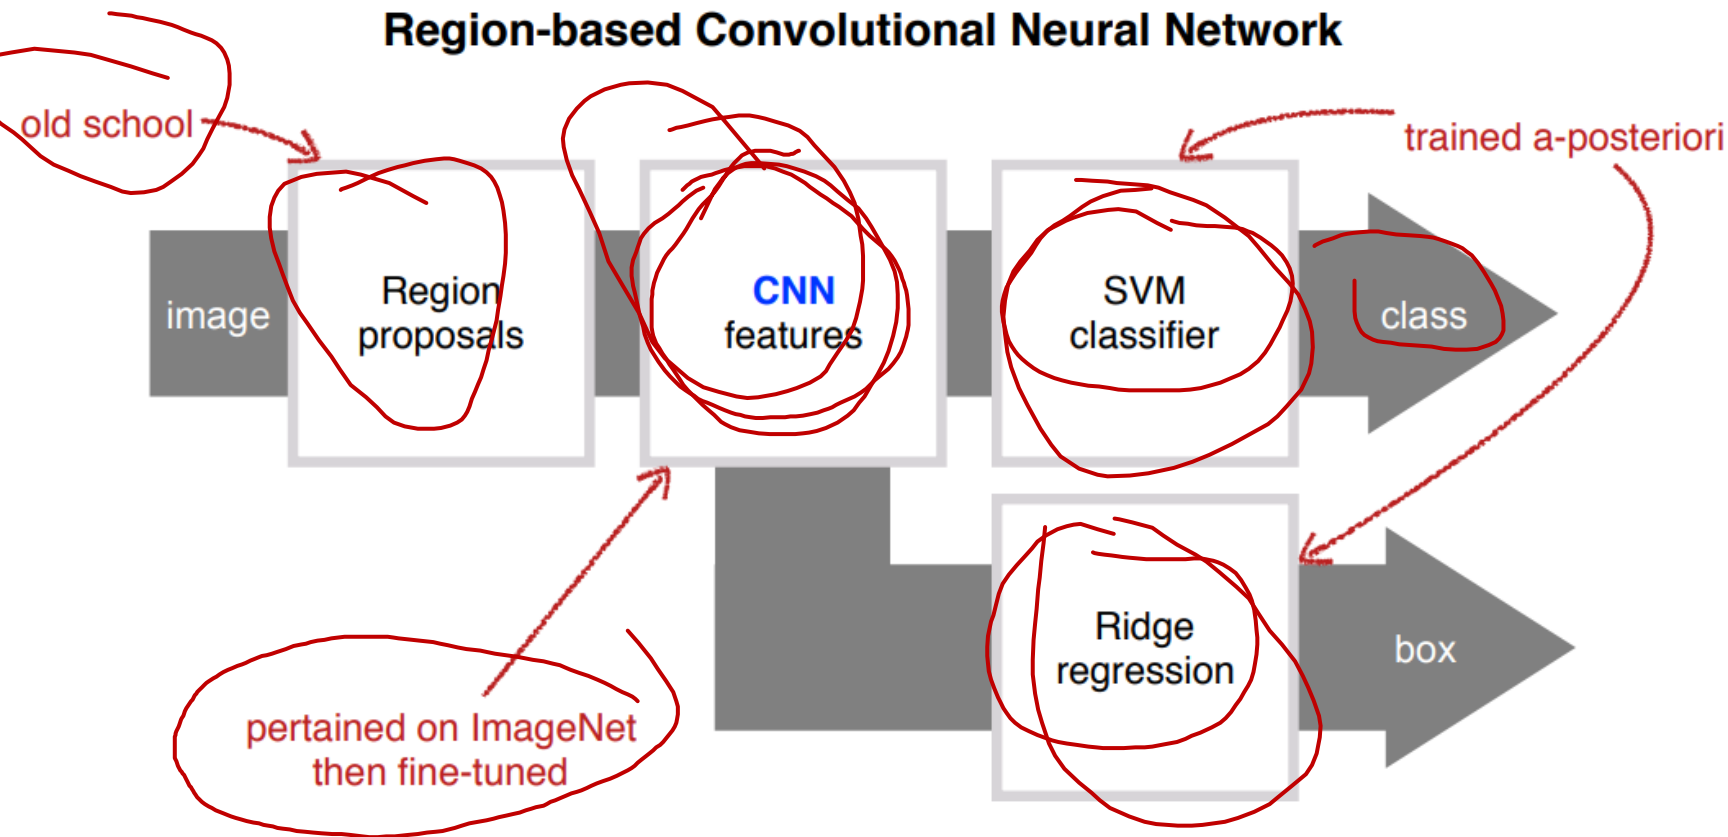 Region-based Convolutional Neural Network
old school
trained a-posteriori
image
Region
proposals
CNN
features
SVM
classifier
class
Ridge
regression
box
pertained on ImageNet
then fine-tuned